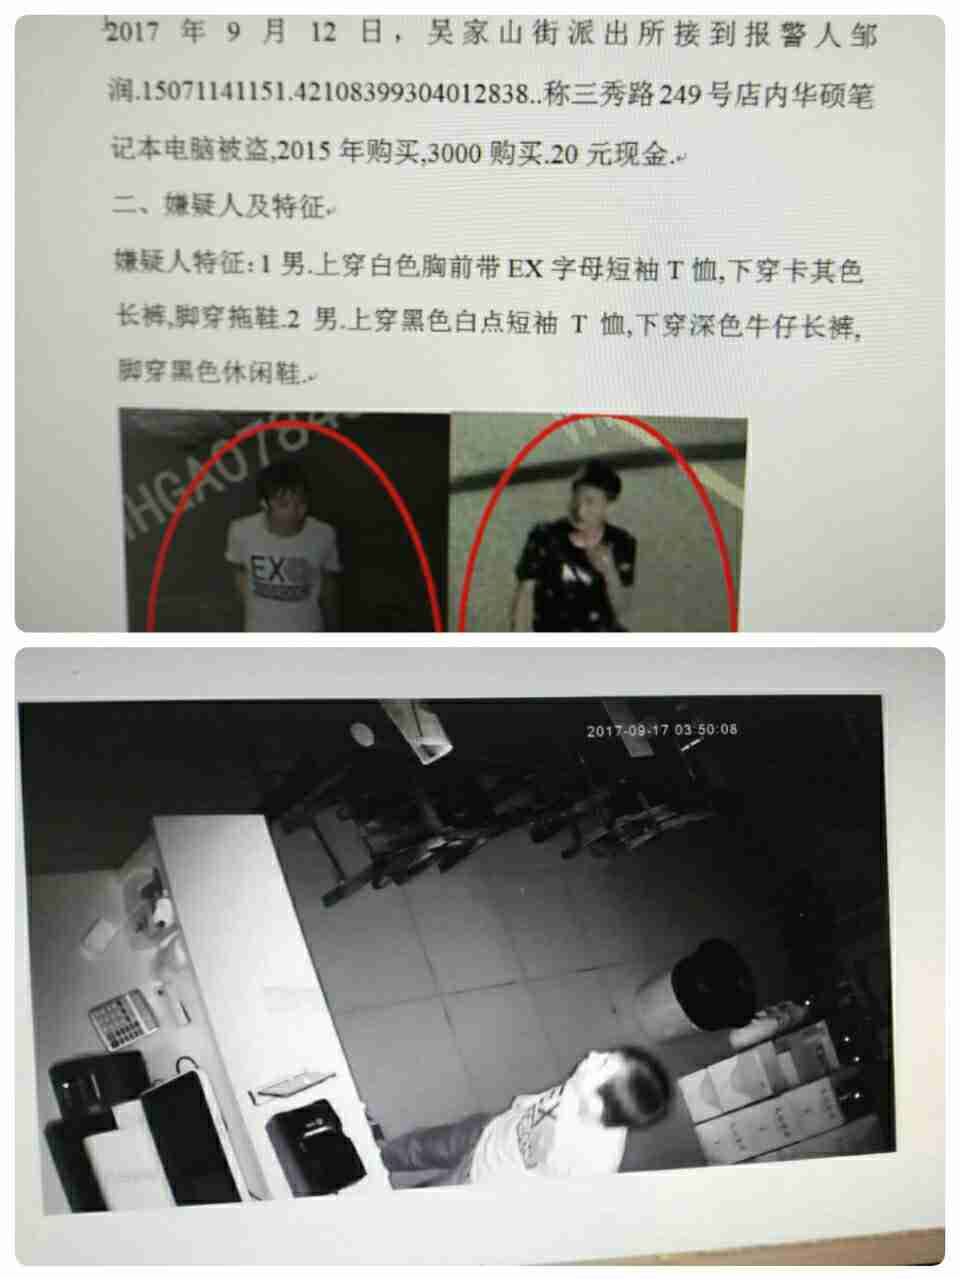 2017 年 9 月 12 日，吴家山街派出所接到报警人邹
润.15071141151.42108399304012838..称三秀路249号店内华硕笔
记本电脑被盗,2015 年购买,3000 购买.20 元现金.
二、嫌疑人及特征
嫌疑人特征:1 男.上穿白色胸前带 EX 字母短袖 T 恤,下穿卡其色
长裤,脚穿拖鞋.2 男.上穿黑色白点短袖 T 恤,下穿深色牛仔长裤,
脚穿黑色休闲鞋.
EX
2017-09-17 03:50:08
EX